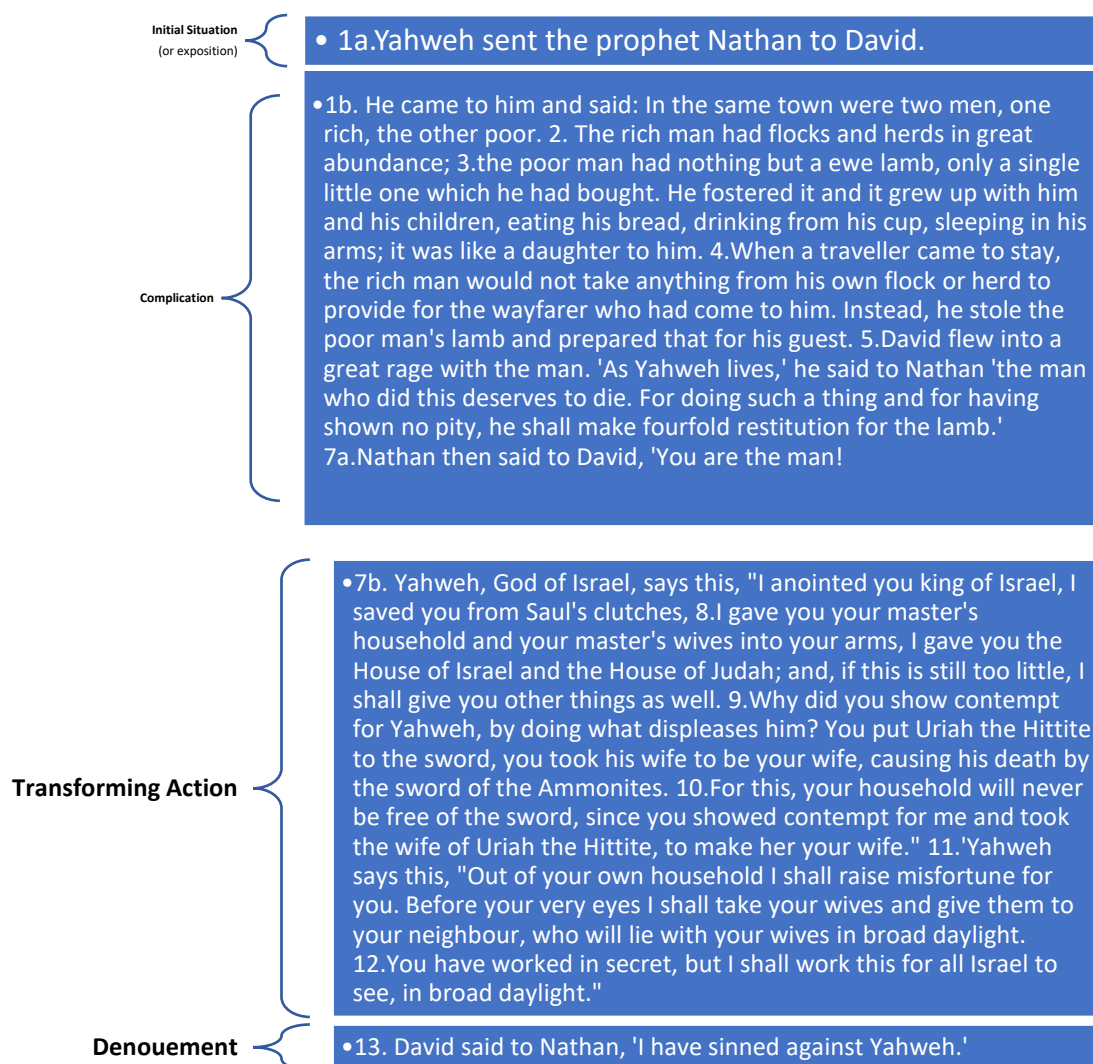 Initial Situation
(or exposition)
• 1a.Yahweh sent the prophet Nathan to David.
Complication
•1b. He came to him and said: In the same town were two men, one
rich, the other poor. 2. The rich man had flocks and herds in great
abundance; 3.the poor man had nothing but a ewe lamb, only a single
little one which he had bought. He fostered it and it grew up with him
and his children, eating his bread, drinking from his cup, sleeping in his
arms; it was like a daughter to him. 4.When a traveller came to stay,
the rich man would not take anything from his own flock or herd to
provide for the wayfarer who had come to him. Instead, he stole the
poor man's lamb and prepared that for his guest. 5.David flew into a
great rage with the man. 'As Yahweh lives,' he said to Nathan 'the man
who did this deserves to die. For doing such a thing and for having
shown no pity, he shall make fourfold restitution for the lamb.'
7a.Nathan then said to David, 'You are the man!
Transforming Action
•7b. Yahweh, God of Israel, says this, "I anointed you king of Israel, I
saved you from Saul's clutches, 8.I gave you your master's
household and your master's wives into your arms, I gave you the
House of Israel and the House of Judah; and, if this is still too little, I
shall give you other things as well. 9.Why did you show contempt
for Yahweh, by doing what displeases him? You put Uriah the Hittite
to the sword, you took his wife to be your wife, causing his death by
the sword of the Ammonites. 10.For this, your household will never
be free of the sword, since you showed contempt for me and took
the wife of Uriah the Hittite, to make her your wife." 11.'Yahweh
says this, "Out of your own household I shall raise misfortune for
you. Before your very eyes I shall take your wives and give them to
your neighbour, who will lie with your wives in broad daylight.
12.You have worked in secret, but I shall work this for all Israel to
see, in broad daylight."
Denouement
•13. David said to Nathan, 'I have sinned against Yahweh.'